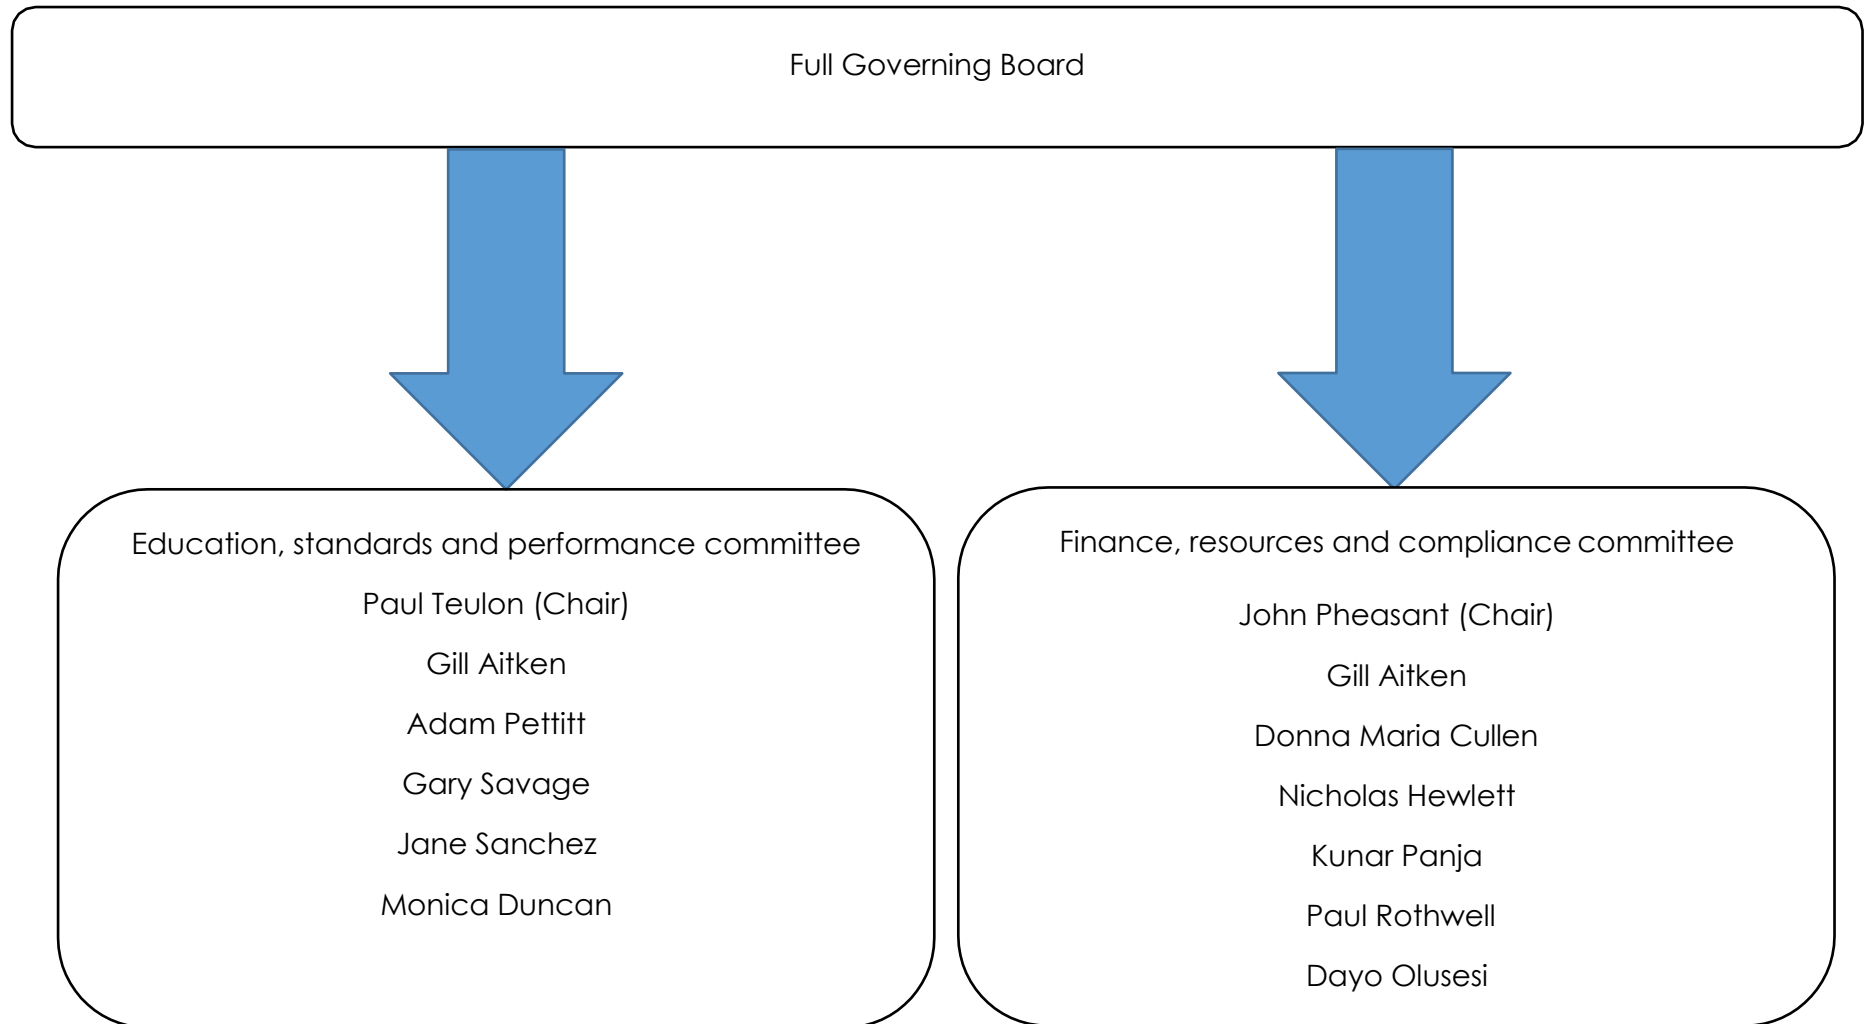 Full Governing Board
Education, standards and performance committee
Paul Teulon (Chair)
Gill Aitken
Adam Pettitt
Gary Savage
Jane Sanchez
Monica Duncan
Finance, resources and compliance committee
John Pheasant (Chair)
Gill Aitken
Donna Maria Cullen
Nicholas Hewlett
Kunar Panja
Paul Rothwell
Dayo Olusesi